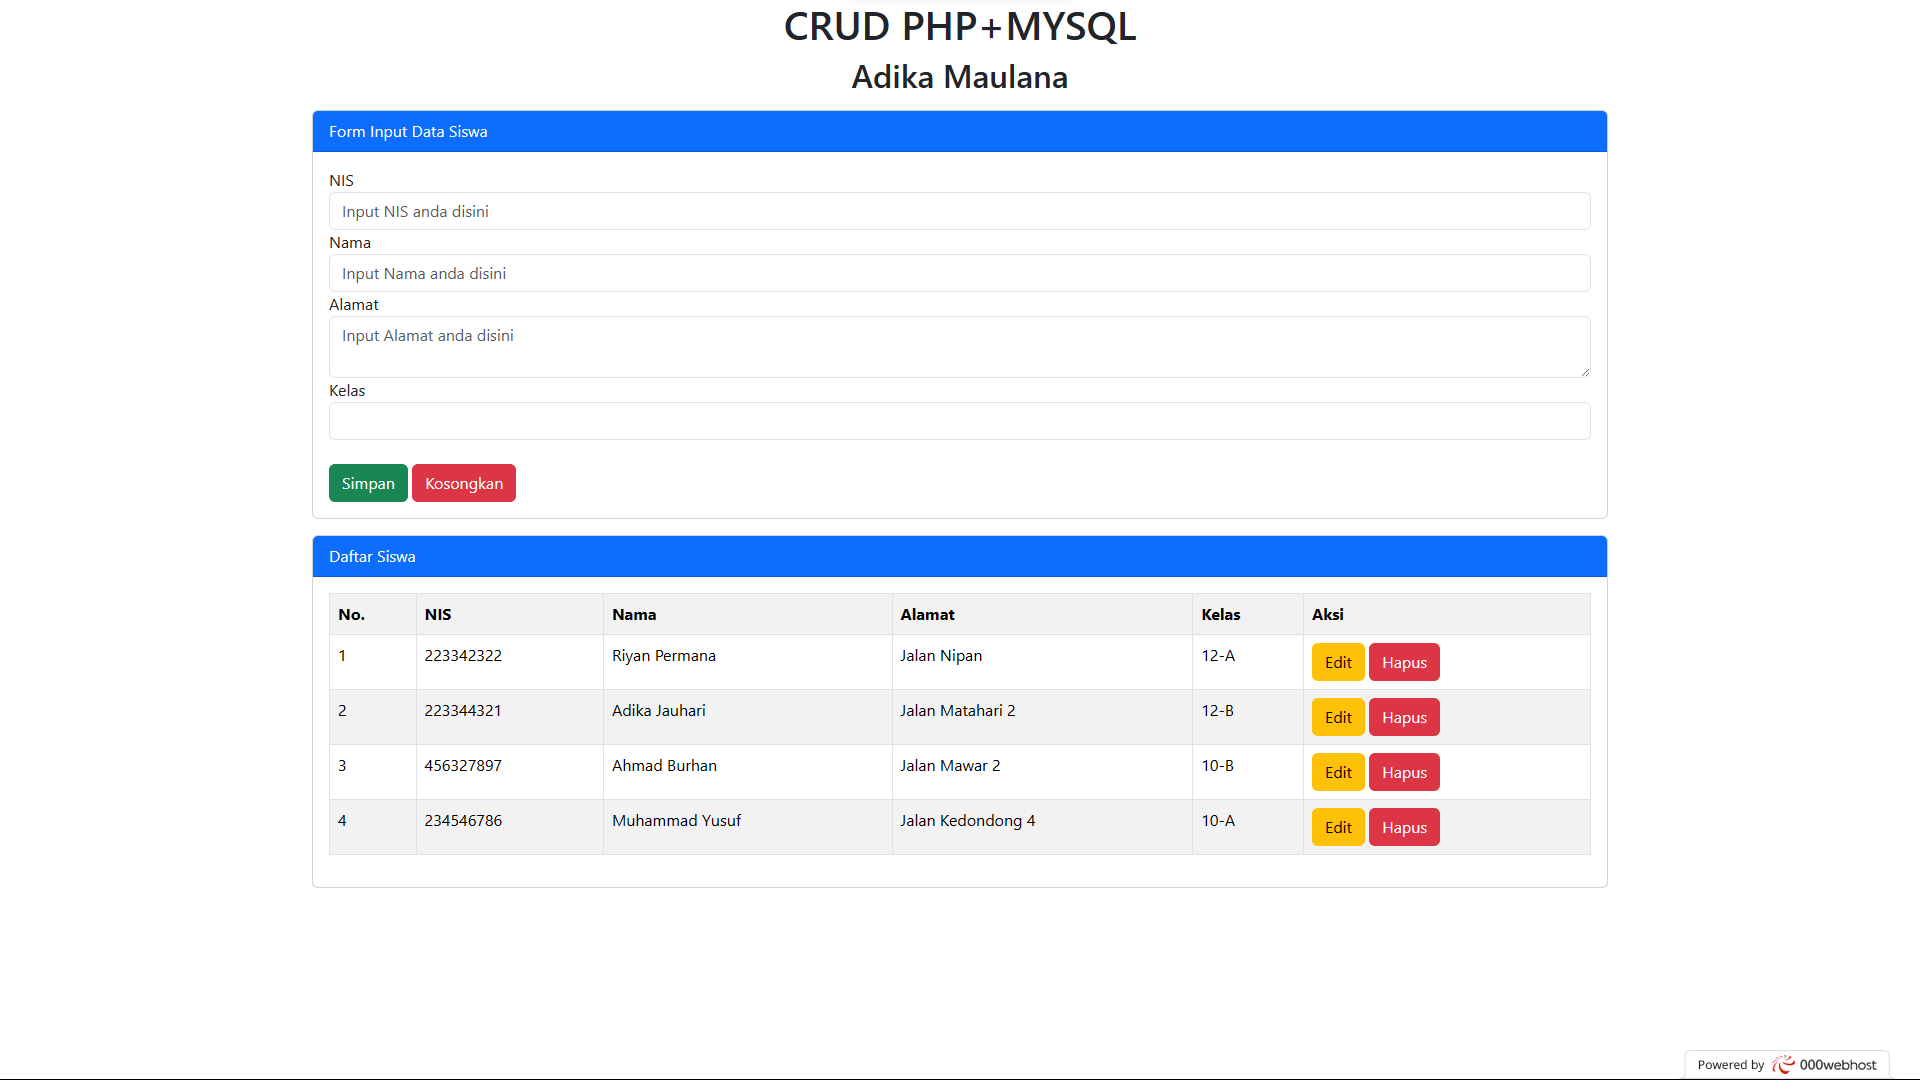 CRUD PHP+MYSQL
Adika Maulana
Form Input Data Siswa
NIS
Input NIS anda disini
Nama
Input Nama anda disini
Alamat
Input Alamat anda disini
Kelas
Simpan Kosongkan
Daftar Siswa
No. NIS Nama Alamat Kelas Aksi
1 223342322 Riyan Permana Jalan Nipan 12-A Edit Hapus
2 223344321 Adika Jauhari Jalan Matahari 2 12-B Edit Hapus
3 456327897 Ahmad Burhan Jalan Mawar 2 10-B Edit Hapus
4 234546786 Muhammad Yusuf Jalan Kedondong 4 10-A Edit Hapus
Powered by 000webhost